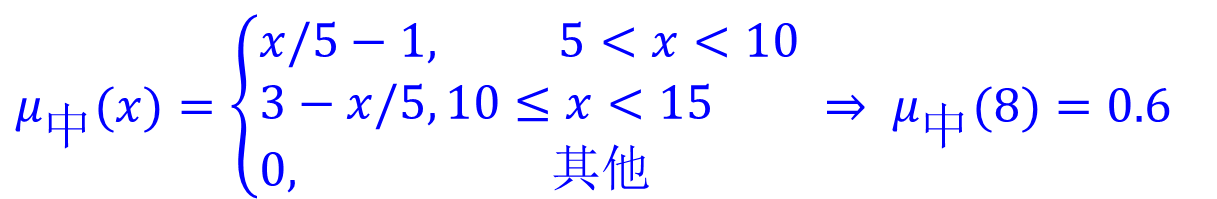 x/5 − 1, 5 < x < 10
μ中(x) = { 3 − x/5, 10 ≤ x < 15 ⇒ μ中(8) = 0.6
0, 其他